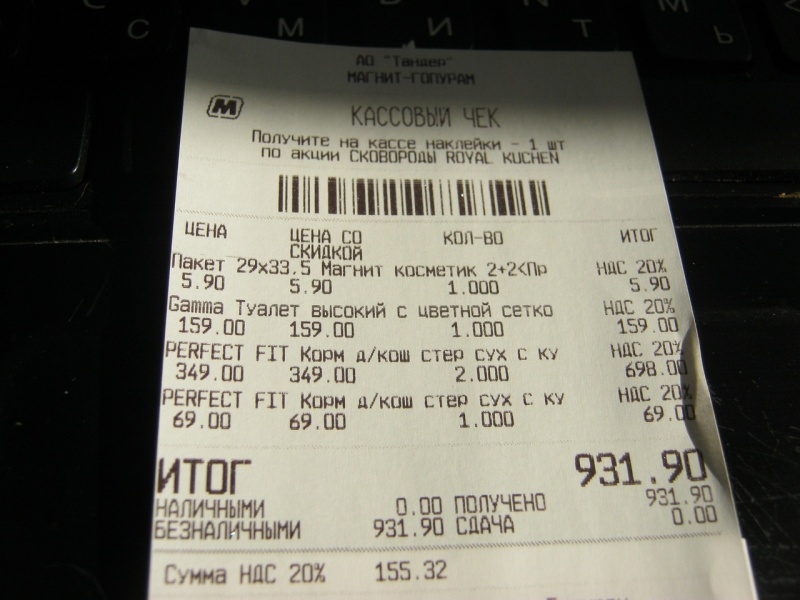 С М И Т Ь
АО "Тандер"
МАГНИТ-ГОПУРАМ
М
КАССОВЫЙ ЧЕК
Получите на кассе наклейки - 1 шт
по акции СКОВОРОДЫ ROYAL KUCHEN
ЦЕНА ЦЕНА СО СКИДКОЙ КОЛ-ВО ИТОГ
Пакет 29x33.5 Магнит косметик 2+2<Пр НДС 20%
5.90 5.90 1.000 5.90
Gamma Туалет высокий с цветной сетко НДС 20%
159.00 159.00 1.000 159.00
PERFECT FIT Корм д/кош стер сух с ку НДС 20%
349.00 349.00 2.000 698.00
PERFECT FIT Корм д/кош стер сух с ку НДС 20%
69.00 69.00 1.000 69.00
ИТОГ 931.90
НАЛИЧНЫМИ 0.00 ПОЛУЧЕНО 931.90
БЕЗНАЛИЧНЫМИ 931.90 СДАЧА 0.00
Сумма НДС 20% 155.32